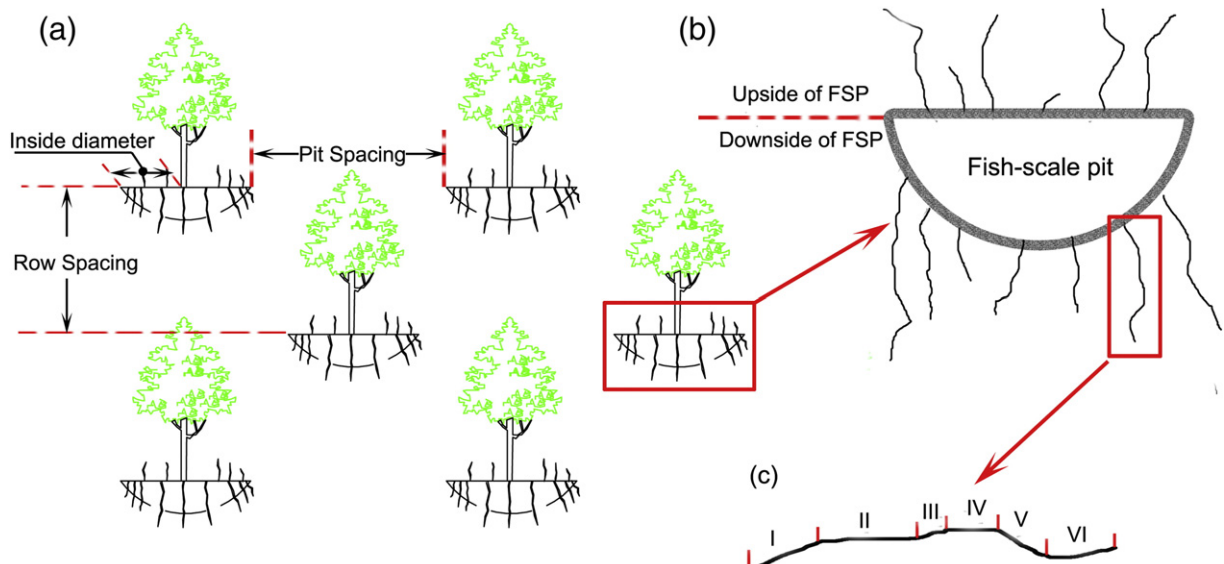 (a)
Inside diameter
Pit Spacing
Row Spacing
(b)
Upside of FSP
Downside of FSP
Fish-scale pit
(c)
I
II
III
IV
V
VI